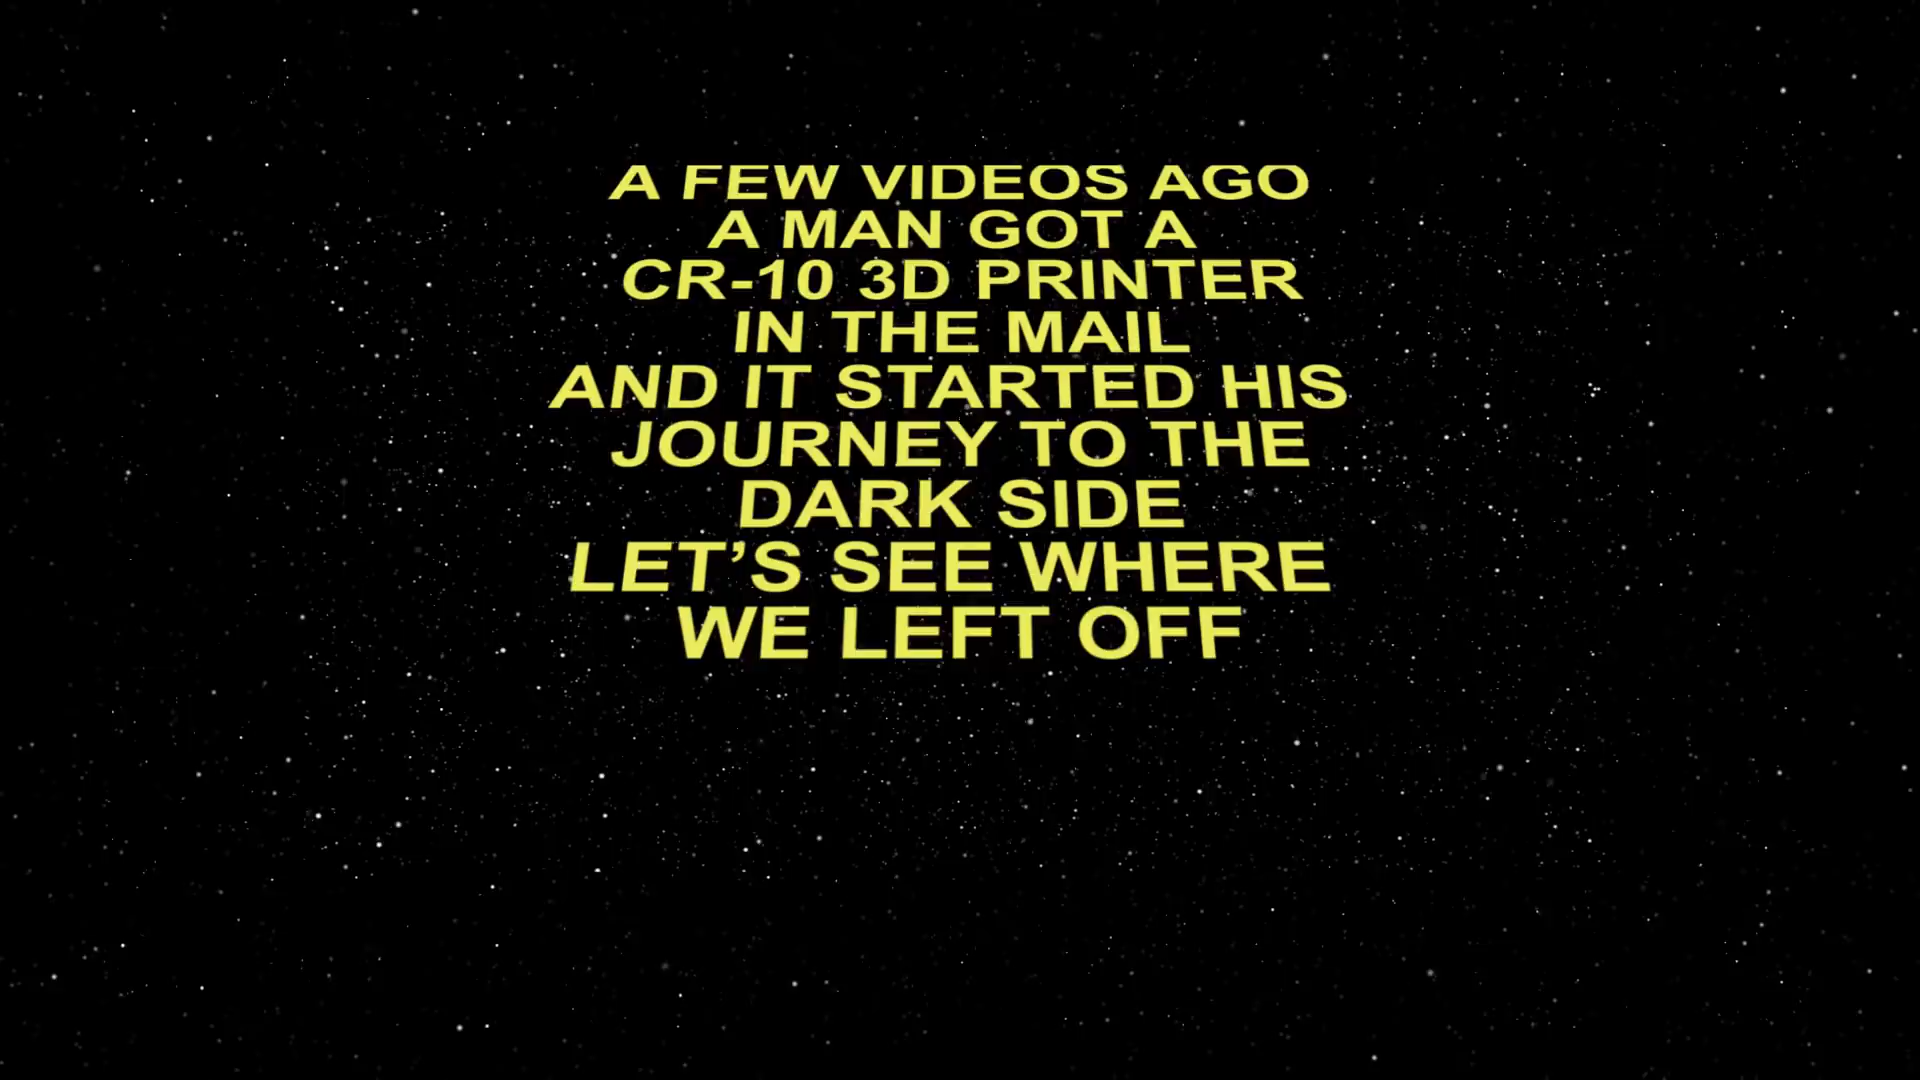 A FEW VIDEOS AGO
A MAN GOT A
CR-10 3D PRINTER
IN THE MAIL
AND IT STARTED HIS
JOURNEY TO THE
DARK SIDE
LET’S SEE WHERE
WE LEFT OFF